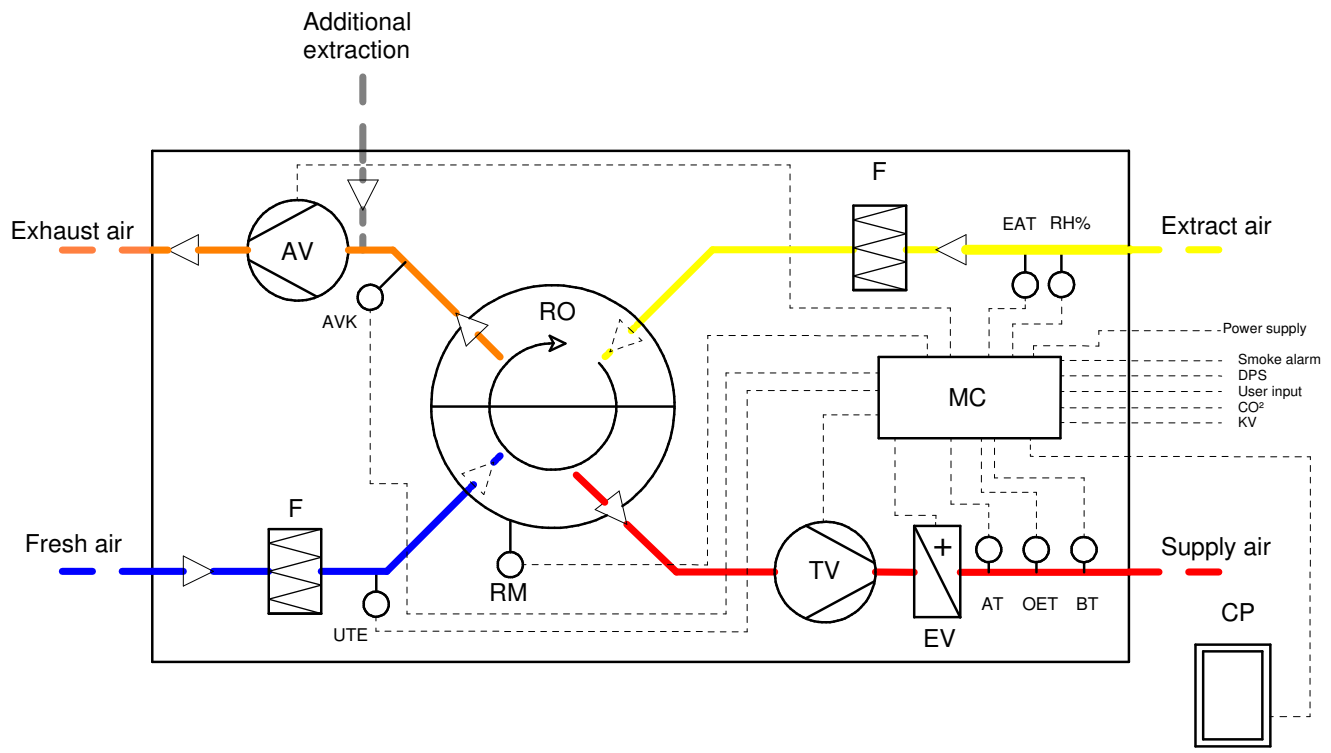 Additional
extraction
F
Exhaust air
AV
EAT
RH%
Extract air
AVK
RO
Power supply
Smoke alarm
DPS
User input
CO²
KV
MC
F
Fresh air
+
TV
Supply air
RM
AT
OET
BT
CP
UTE
EV